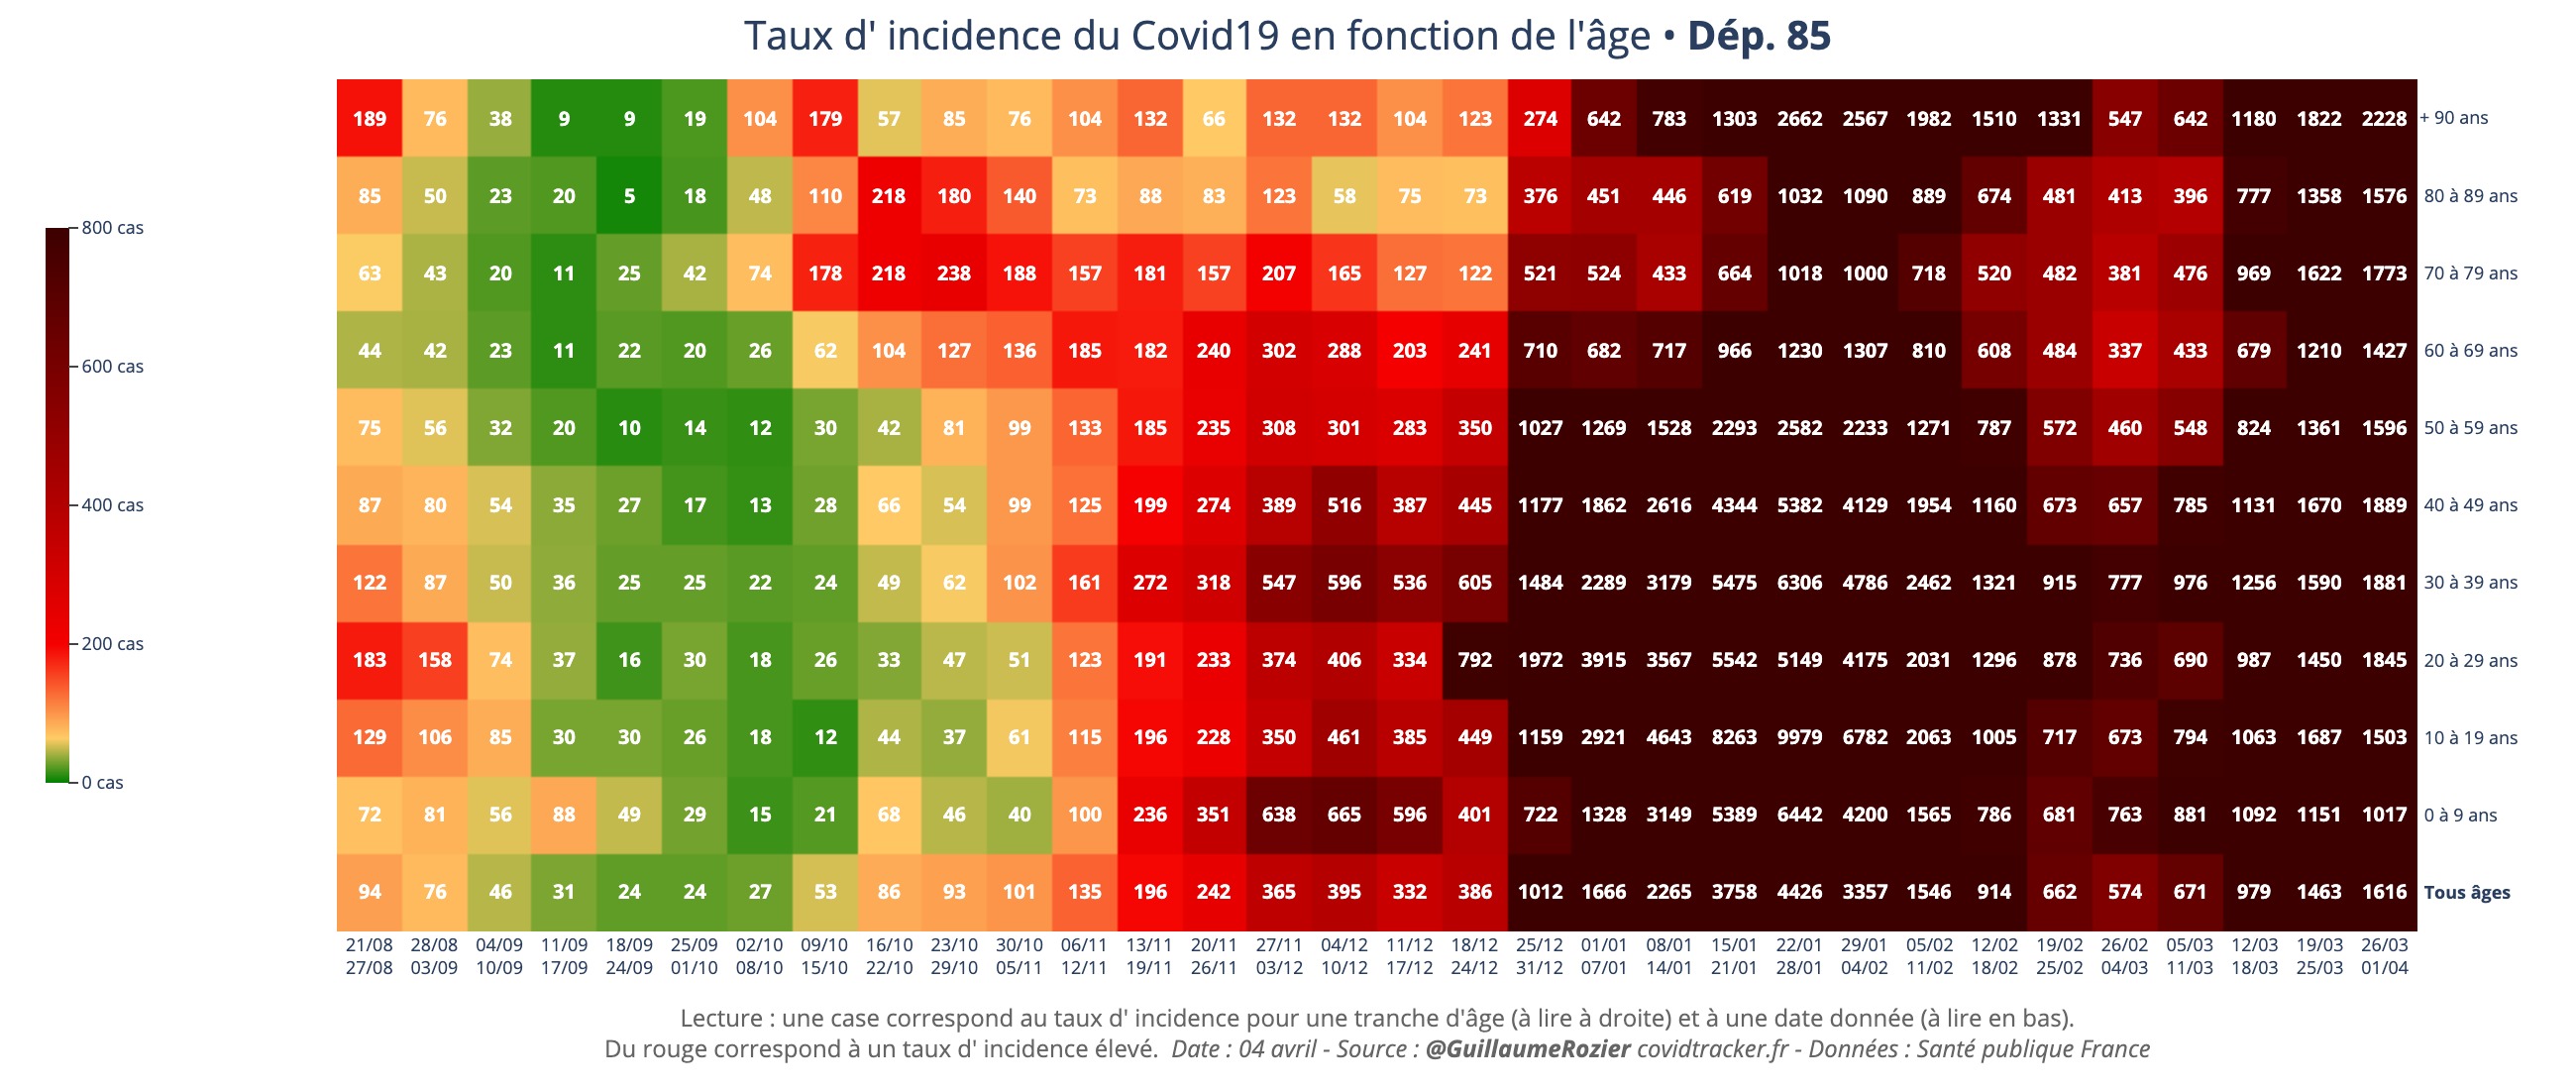 Taux d' incidence du Covid19 en fonction de l'âge • Dép. 85
189 76 38 9 9 19 104 179 57 85 76 104 132 66 132 132 104 123 274 642 783 1303 2662 2567 1982 1510 1331 547 642 1180 1822 2228 + 90 ans
85 50 23 20 5 18 48 110 218 180 140 73 88 83 123 58 75 73 376 451 446 619 1032 1090 889 674 481 413 396 777 1358 1576 80 à 89 ans
800 cas
63 43 20 11 25 42 74 178 218 238 188 157 181 157 207 165 127 122 521 524 433 664 1018 1000 718 520 482 381 476 969 1622 1773 70 à 79 ans
44 42 23 11 22 20 26 62 104 127 136 185 182 240 302 288 203 241 710 682 717 966 1230 1307 810 608 484 337 433 679 1210 1427 60 à 69 ans
600 cas
75 56 32 20 10 14 12 30 42 81 99 133 185 235 308 301 283 350 1027 1269 1528 2293 2582 2233 1271 787 572 460 548 824 1361 1596 50 à 59 ans
87 80 54 35 27 17 13 28 66 54 99 125 199 274 389 516 387 445 1177 1862 2616 4344 5382 4129 1954 1160 673 657 785 1131 1670 1889 40 à 49 ans
400 cas
122 87 50 36 25 25 22 24 49 62 102 161 272 318 547 596 536 605 1484 2289 3179 5475 6306 4786 2462 1321 915 777 976 1256 1590 1881 30 à 39 ans
200 cas
183 158 74 37 16 30 18 26 33 47 51 123 191 233 374 406 334 792 1972 3915 3567 5542 5149 4175 2031 1296 878 736 690 987 1450 1845 20 à 29 ans
129 106 85 30 30 26 18 12 44 37 61 115 196 228 350 461 385 449 1159 2921 4643 8263 9979 6782 2063 1005 717 673 794 1063 1687 1503 10 à 19 ans
0 cas
72 81 56 88 49 29 15 21 68 46 40 100 236 351 638 665 596 401 722 1328 3149 5389 6442 4200 1565 786 681 763 881 1092 1151 1017 0 à 9 ans
94 76 46 31 24 24 27 53 86 93 101 135 196 242 365 395 332 386 1012 1666 2265 3758 4426 3357 1546 914 662 574 671 979 1463 1616 Tous âges
21/08 28/08 04/09 11/09 18/09 25/09 02/10 09/10 16/10 23/10 30/10 06/11 13/11 20/11 27/11 04/12 11/12 18/12 25/12 01/01 08/01 15/01 22/01 29/01 05/02 12/02 19/02 26/02 05/03 12/03 19/03 26/03
27/08 03/09 10/09 17/09 24/09 01/10 08/10 15/10 22/10 29/10 05/11 12/11 19/11 26/11 03/12 10/12 17/12 24/12 31/12 07/01 14/01 21/01 28/01 04/02 11/02 18/02 25/02 04/03 11/03 18/03 25/03 01/04
Lecture : une case correspond au taux d' incidence pour une tranche d'âge (à lire à droite) et à une date donnée (à lire en bas).
Du rouge correspond à un taux d' incidence élevé. Date : 04 avril - Source : @GuillaumeRozier covidtracker.fr - Données : Santé publique France